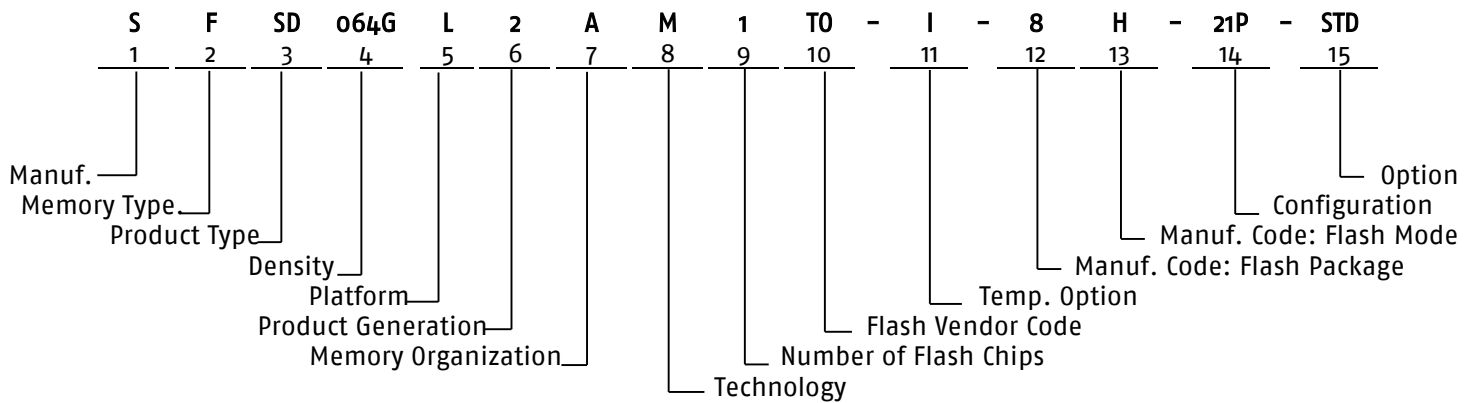 S F SD 064G L 2 A M 1 TO - I - 8 H - 21P - STD
1 2 3 4 5 6 7 8 9 10 11 12 13 14 15
Manuf. Option
Memory Type. Configuration
Product Type Manuf. Code: Flash Mode
Density Manuf. Code: Flash Package
Platform Temp. Option
Product Generation Flash Vendor Code
Memory Organization Number of Flash Chips
Technology